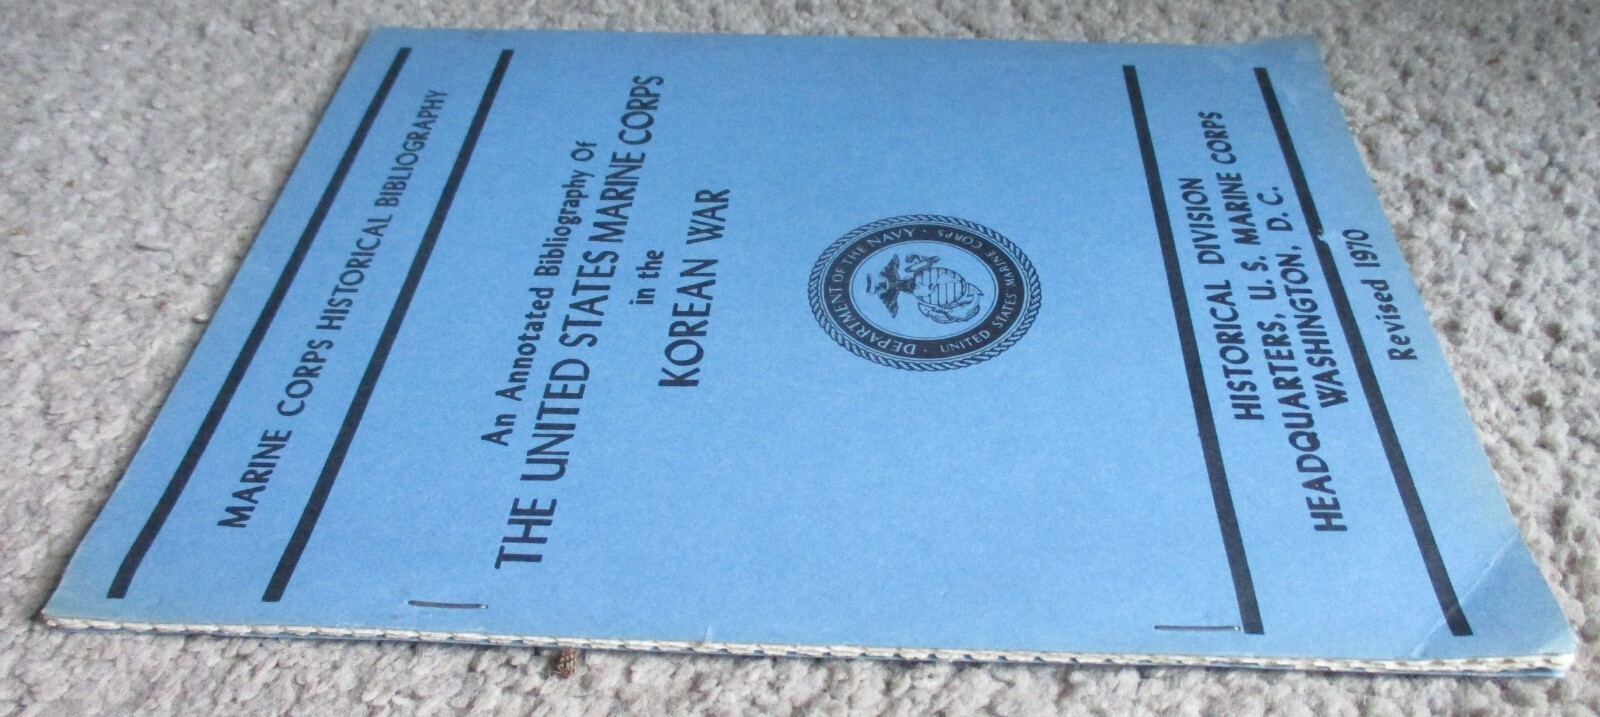 MARINE CORPS HISTORICAL BIBLIOGRAPHY
An Annotated Bibliography Of
THE UNITED STATES MARINE CORPS
in the
KOREAN WAR
DEPARTMENT OF THE NAVY
UNITED STATES MARINE CORPS
HISTORICAL DIVISION
HEADQUARTERS, U. S. MARINE CORPS
WASHINGTON, D. C.
Revised 1970